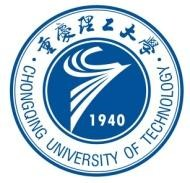 重慶理工大學
CHONGQING UNIVERSITY OF TECHNOLOGY
1940